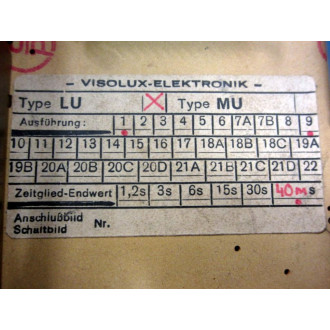 - VISOLUX-ELEKTRONIK -
Type LU X Type MU
Ausführung: 1 2 3 4 5 6 7A 7B 8 9
10 11 12 13 14 15 16 17 18A 18B 18C 19A
19B 20A 20B 20C 20D 21A 21B 21C 21D 22
Zeitglied-Endwert 1,2s 3s 6s 15s 30s 40ms
Anschlußbild
Schaltbild Nr.